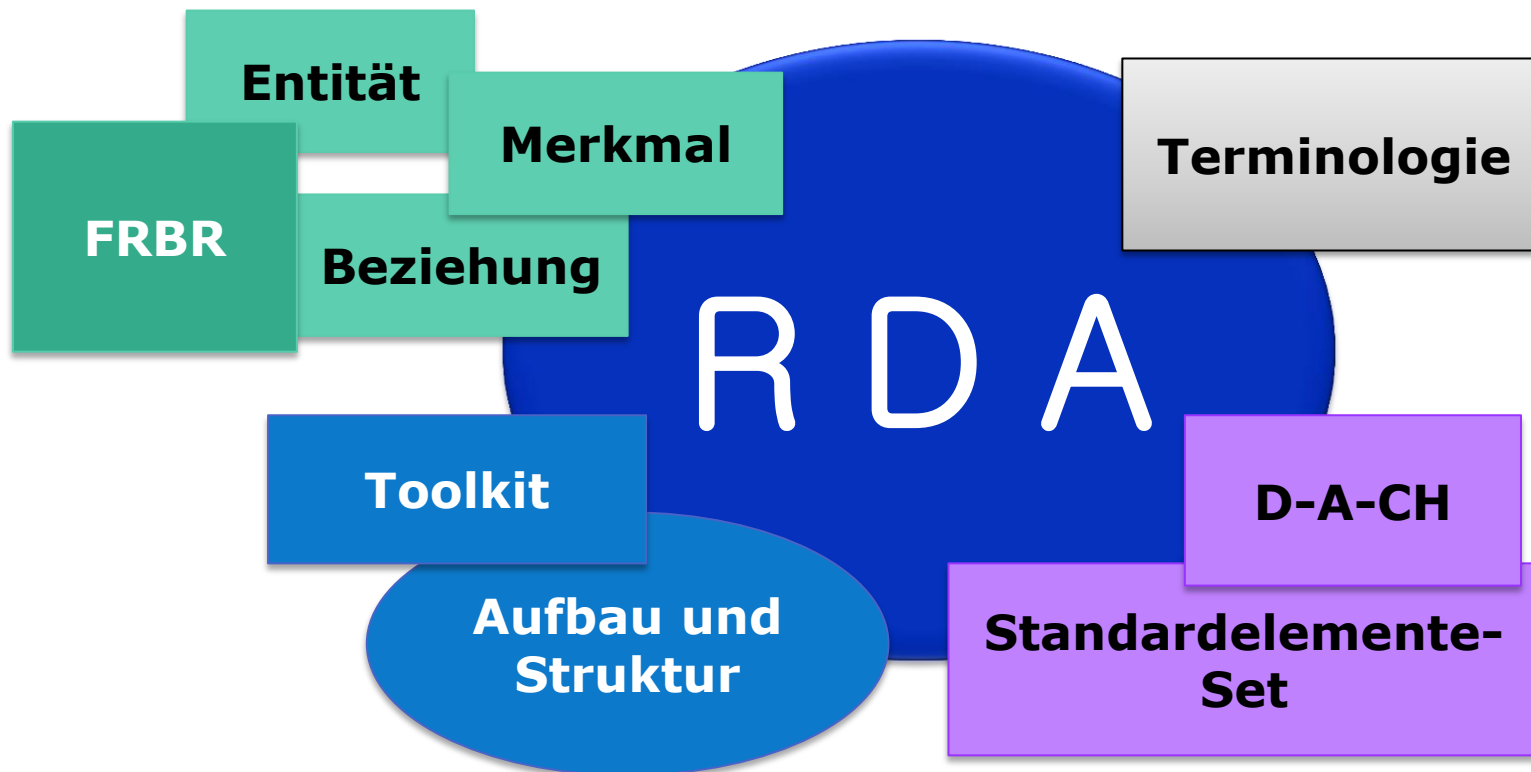 Entität
Merkmal
Terminologie
FRBR
Beziehung
R D A
Toolkit
D-A-CH
Aufbau und
Struktur
Standardelemente-
Set